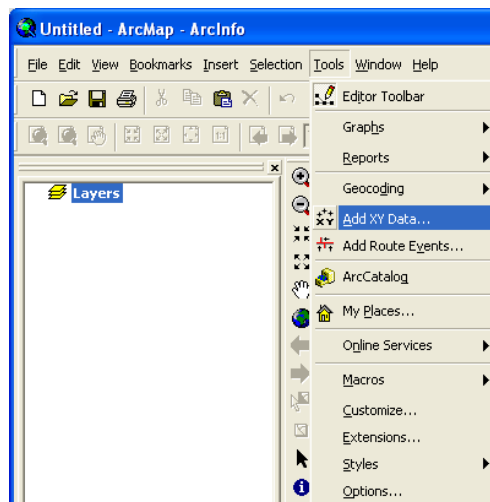 Untitled - ArcMap - ArcInfo
File Edit View Bookmarks Insert Selection Tools Window Help
Editor Toolbar
Graphs
Reports
Geocoding
Add XY Data...
Add Route Events...
ArcCatalog
My Places...
Online Services
Macros
Customize...
Extensions...
Styles
Options...
Layers